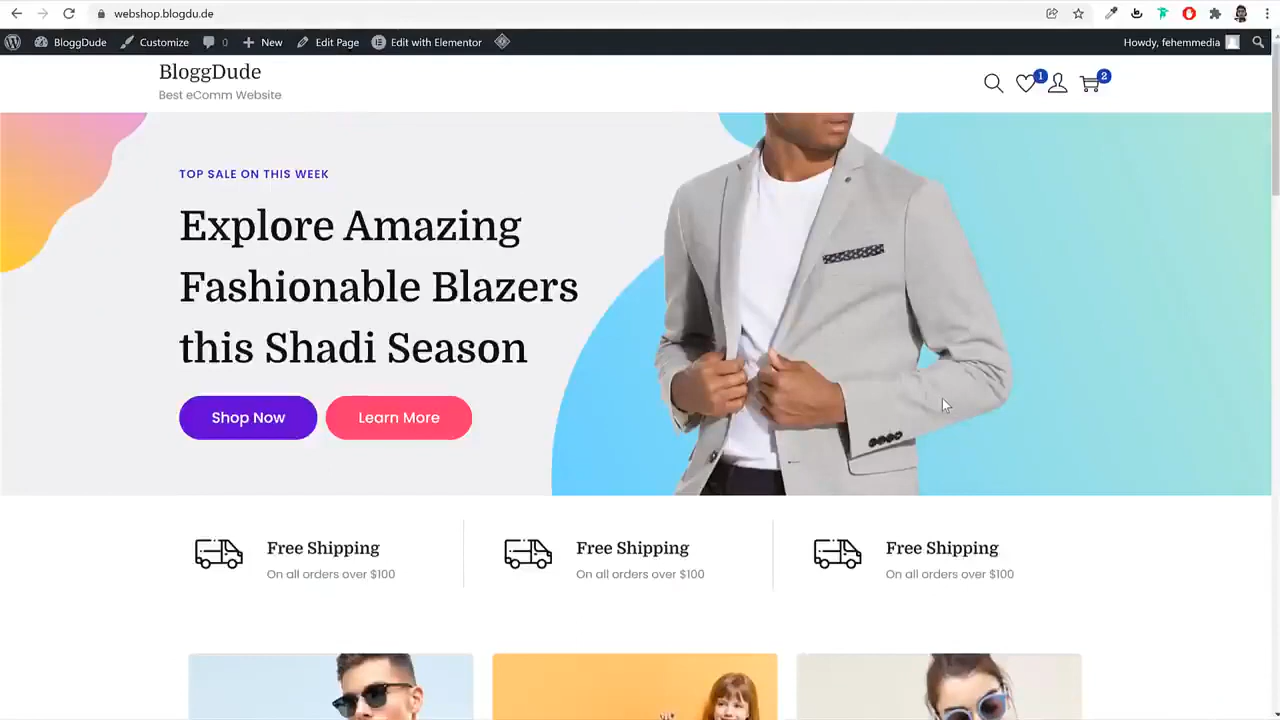 webshop.blogdu.de
BloggDude
Customize
0
New
Edit Page
Edit with Elementor
Howdy, fehemmedia
BloggDude
Best eComm Website
1
2
TOP SALE ON THIS WEEK
Explore Amazing
Fashionable Blazers
this Shadi Season
Shop Now
Learn More
Free Shipping
On all orders over $100
Free Shipping
On all orders over $100
Free Shipping
On all orders over $100